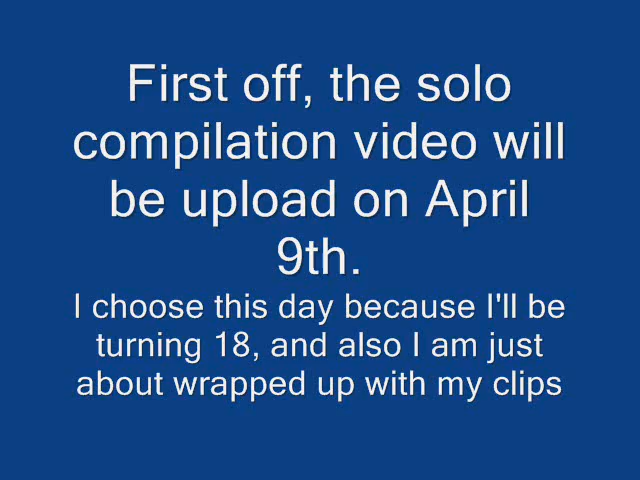 First off, the solo
compilation video will
be upload on April
9th.
I choose this day because I'll be
turning 18, and also I am just
about wrapped up with my clips